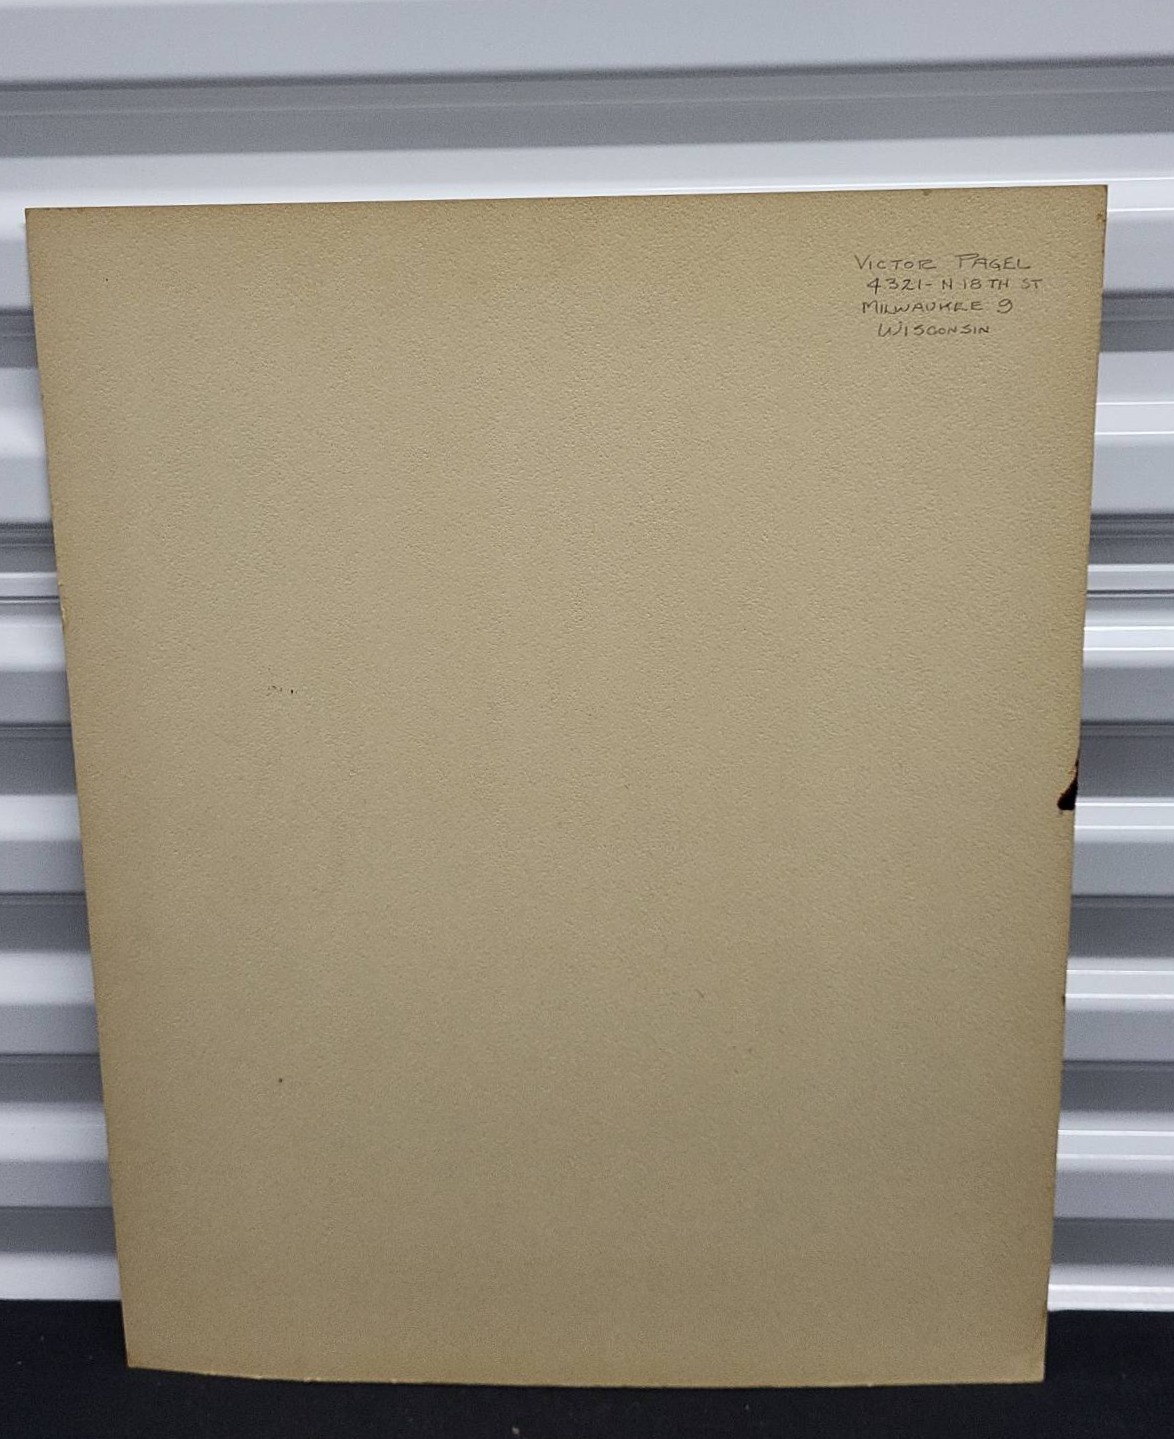 VICTOR PAGEL
4321- N 18TH ST
MILWAUKEE 9
WISCONSIN